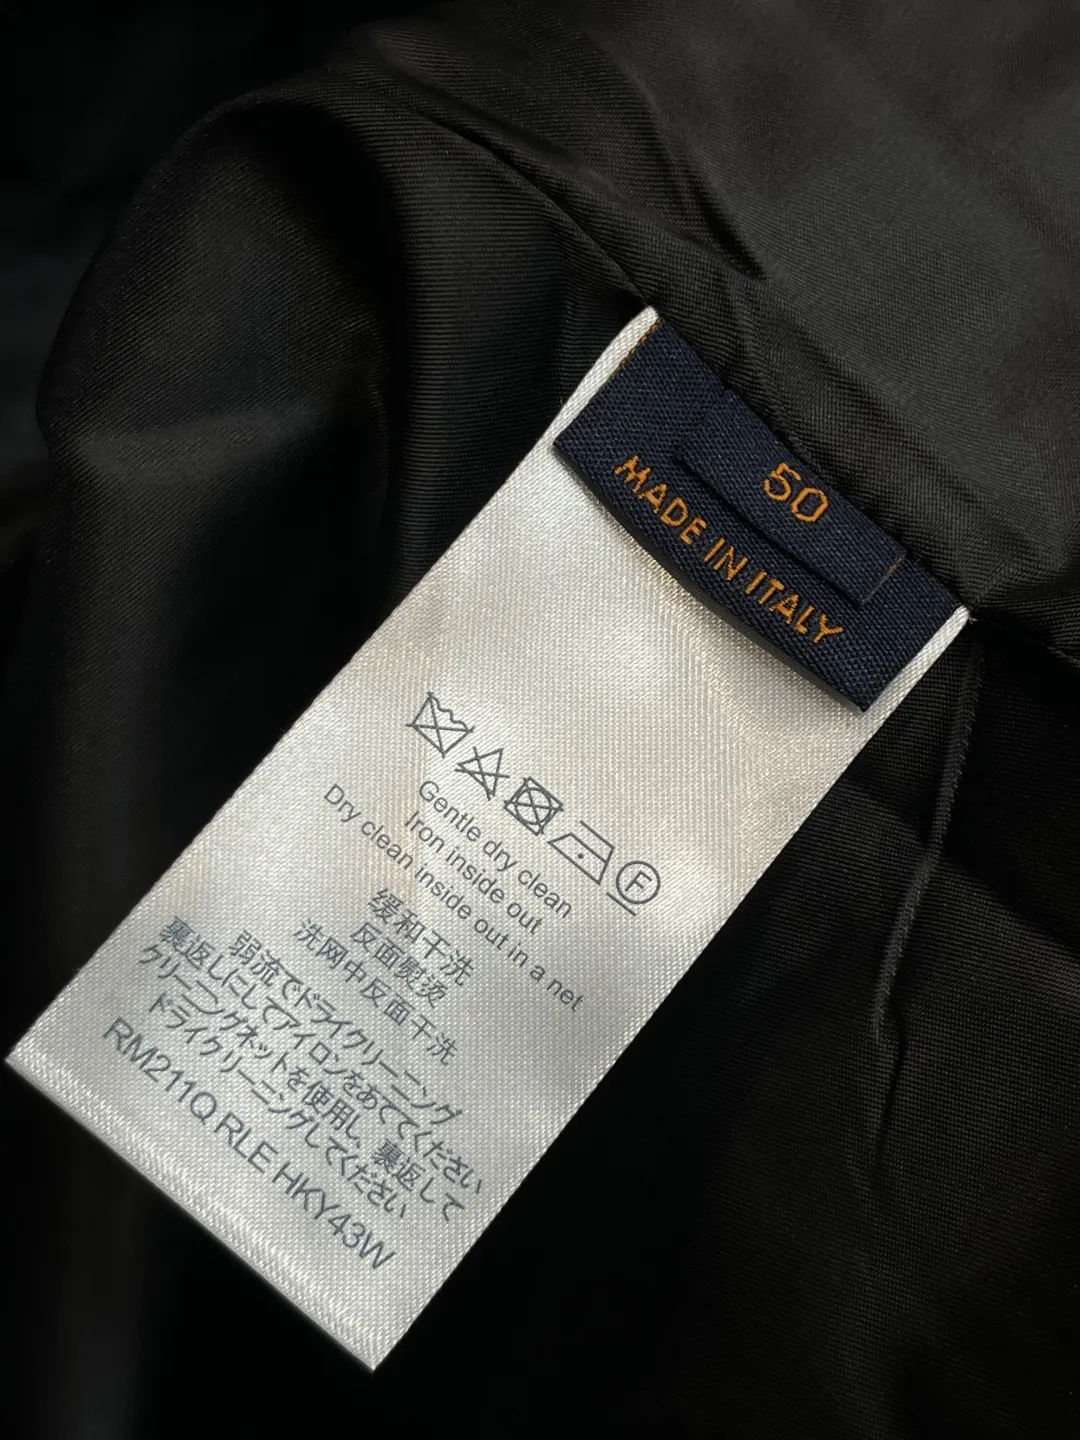 50
MADE IN ITALY
F
Gentle dry clean
Iron inside out
Dry clean inside out in a net
缓和干洗
反面熨烫
洗网中反面干洗
弱流でドライクリーニング
裏返しにしてアイロンをあててください
クリーニングネットを使用し、裏返して
ドライクリーニングしてください
RM211Q RLE HKY43W